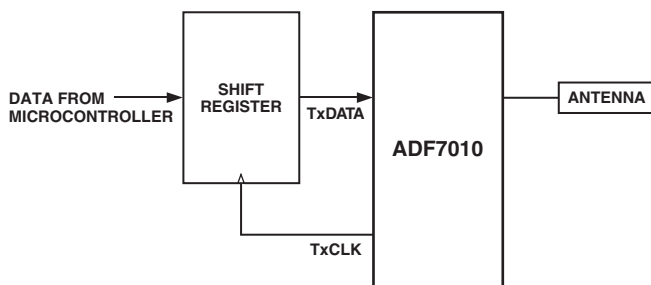 DATA FROM
MICROCONTROLLER
SHIFT
REGISTER
TxDATA
ADF7010
ANTENNA
TxCLK